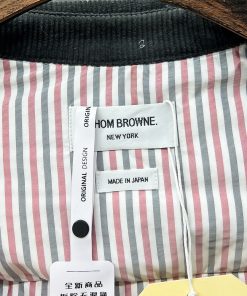 HOM BROWNE.
NEW YORK
MADE IN JAPAN
ORIGINAL DESIGN
ORIGIN
全新商品